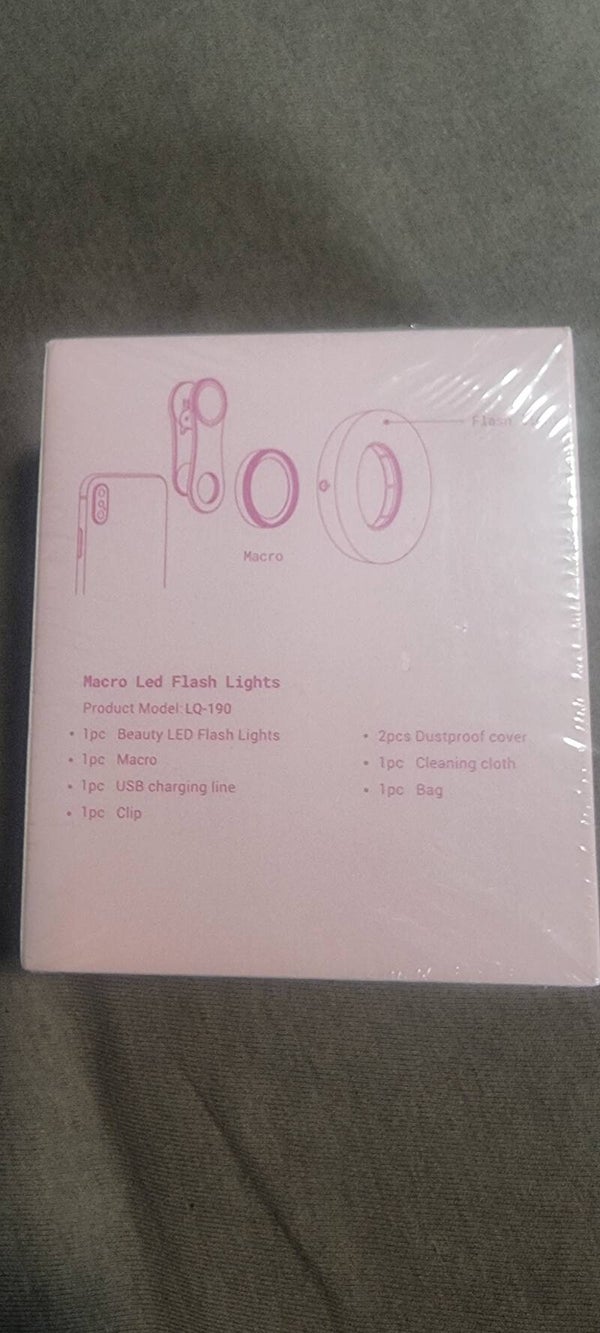 Flash
Macro
Macro Led Flash Lights
Product Model: LQ-190
• 1pc Beauty LED Flash Lights
• 1pc Macro
• 1pc USB charging line
• 1pc Clip
• 2pcs Dustproof cover
• 1pc Cleaning cloth
• 1pc Bag